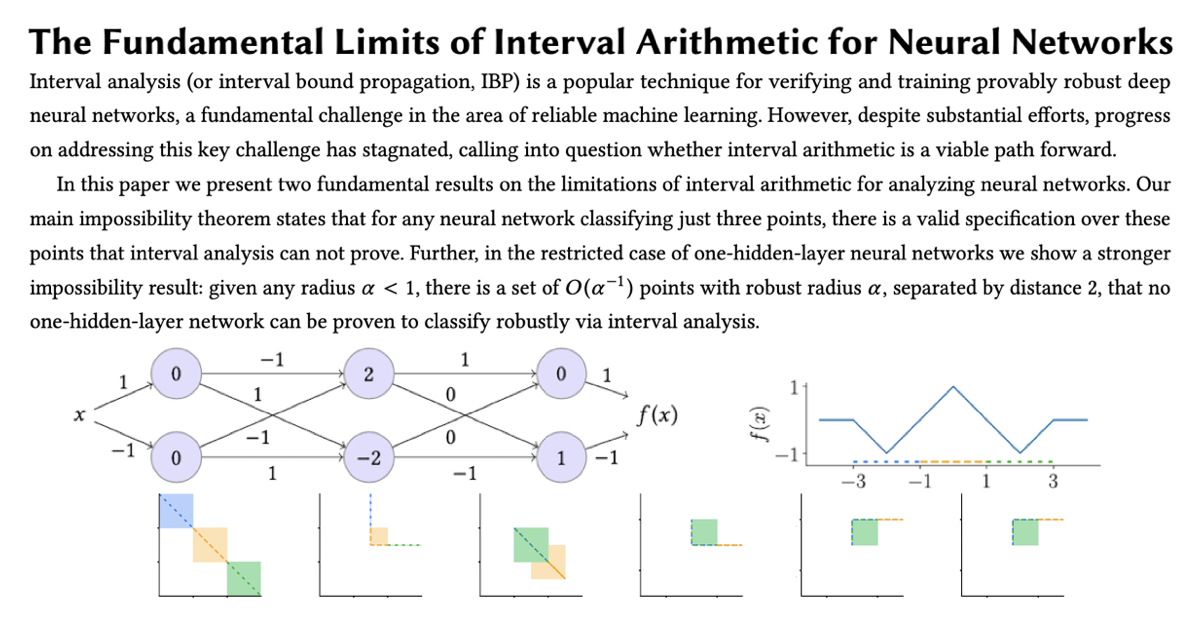 The Fundamental Limits of Interval Arithmetic for Neural Networks
Interval analysis (or interval bound propagation, IBP) is a popular technique for verifying and training provably robust deep
neural networks, a fundamental challenge in the area of reliable machine learning. However, despite substantial efforts, progress
on addressing this key challenge has stagnated, calling into question whether interval arithmetic is a viable path forward.
In this paper we present two fundamental results on the limitations of interval arithmetic for analyzing neural networks. Our
main impossibility theorem states that for any neural network classifying just three points, there is a valid specification over these
points that interval analysis can not prove. Further, in the restricted case of one-hidden-layer neural networks we show a stronger
impossibility result: given any radius α < 1, there is a set of O(α⁻¹) points with robust radius α, separated by distance 2, that no
one-hidden-layer network can be proven to classify robustly via interval analysis.
x
1
−1
0
0
−1
1
−1
1
2
−2
1
0
0
−1
0
1
1
−1
f(x)
f(x)
1
−1
−3 −1 1 3